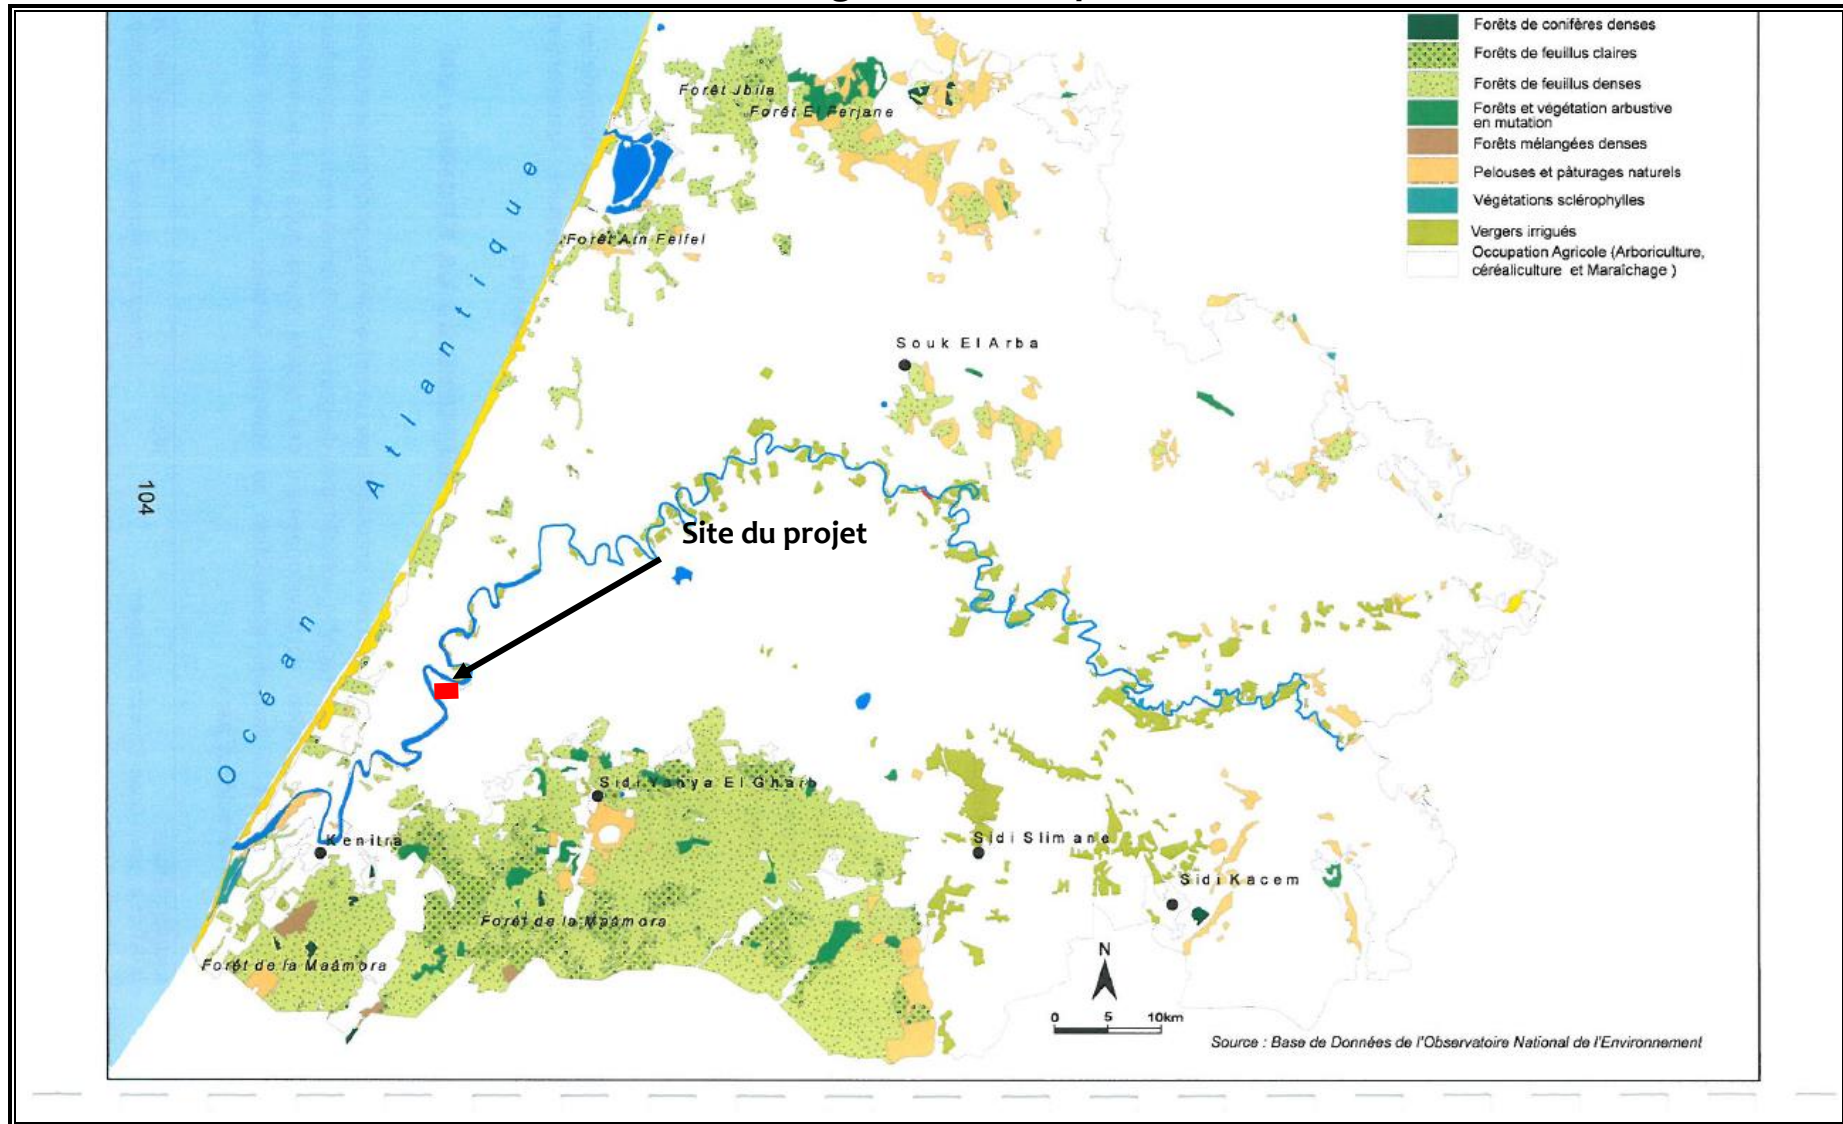 Forêts de conifères denses
Forêts de feuillus claires
Forêts de feuillus denses
Forêts et végétation arbustive
en mutation
Forêts mélangées denses
Pelouses et pâturages naturels
Végétations sclérophylles
Vergers irrigués
Occupation Agricole (Arboriculture,
céréaliculture et Maraîchage )
Forêt Jbila
Forêt El Ferjane
Forêt Ain Felfel
Océan Atlantique
Souk El Arba
104
Site du projet
Sidi Yahya El Gharb
Kenitra
Sidi Slimane
Sidi Kacem
Forêt de la Maâmora
Forêt de la Maâmora
N
0 5 10km
Source : Base de Données de l'Observatoire National de l'Environnement